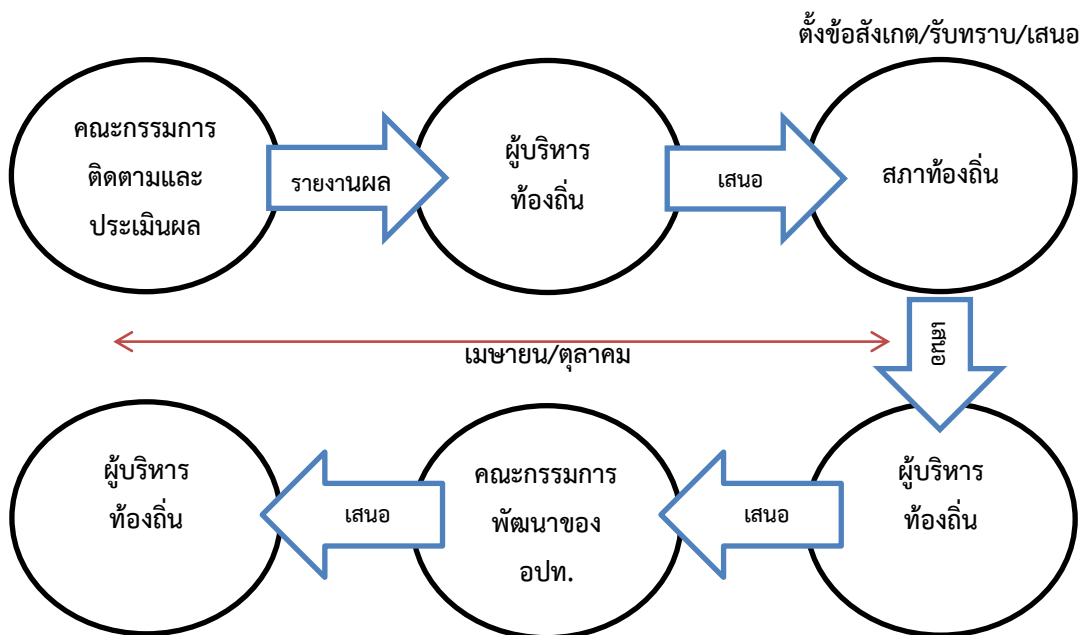 ตั้งข้อสังเกต/รับทราบ/เสนอ
คณะกรรมการ
ติดตามและ
ประเมินผล
รายงานผล
ผู้บริหาร
ท้องถิ่น
เสนอ
สภาท้องถิ่น
เสนอ
เมษายน/ตุลาคม
ผู้บริหาร
ท้องถิ่น
เสนอ
คณะกรรมการ
พัฒนาของ
อปท.
เสนอ
ผู้บริหาร
ท้องถิ่น